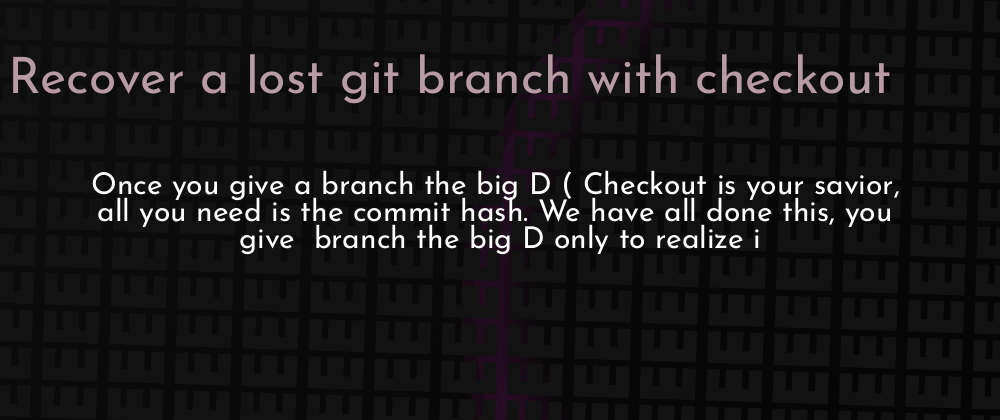 Recover a lost git branch with checkout
Once you give a branch the big D ( Checkout is your savior,
all you need is the commit hash. We have all done this, you
give  branch the big D only to realize i